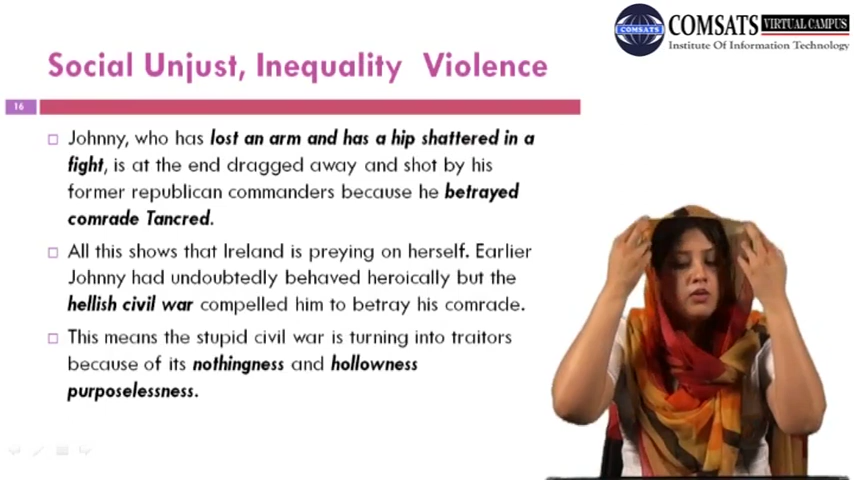 COMSATS
COMSATS VIRTUAL CAMPUS
Institute Of Information Technology
Social Unjust, Inequality Violence
16
Johnny, who has lost an arm and has a hip shattered in a
fight, is at the end dragged away and shot by his
former republican commanders because he betrayed
comrade Tancred.
All this shows that Ireland is preying on herself. Earlier
Johnny had undoubtedly behaved heroically but the
hellish civil war compelled him to betray his comrade.
This means the stupid civil war is turning into traitors
because of its nothingness and hollowness
purposelessness.